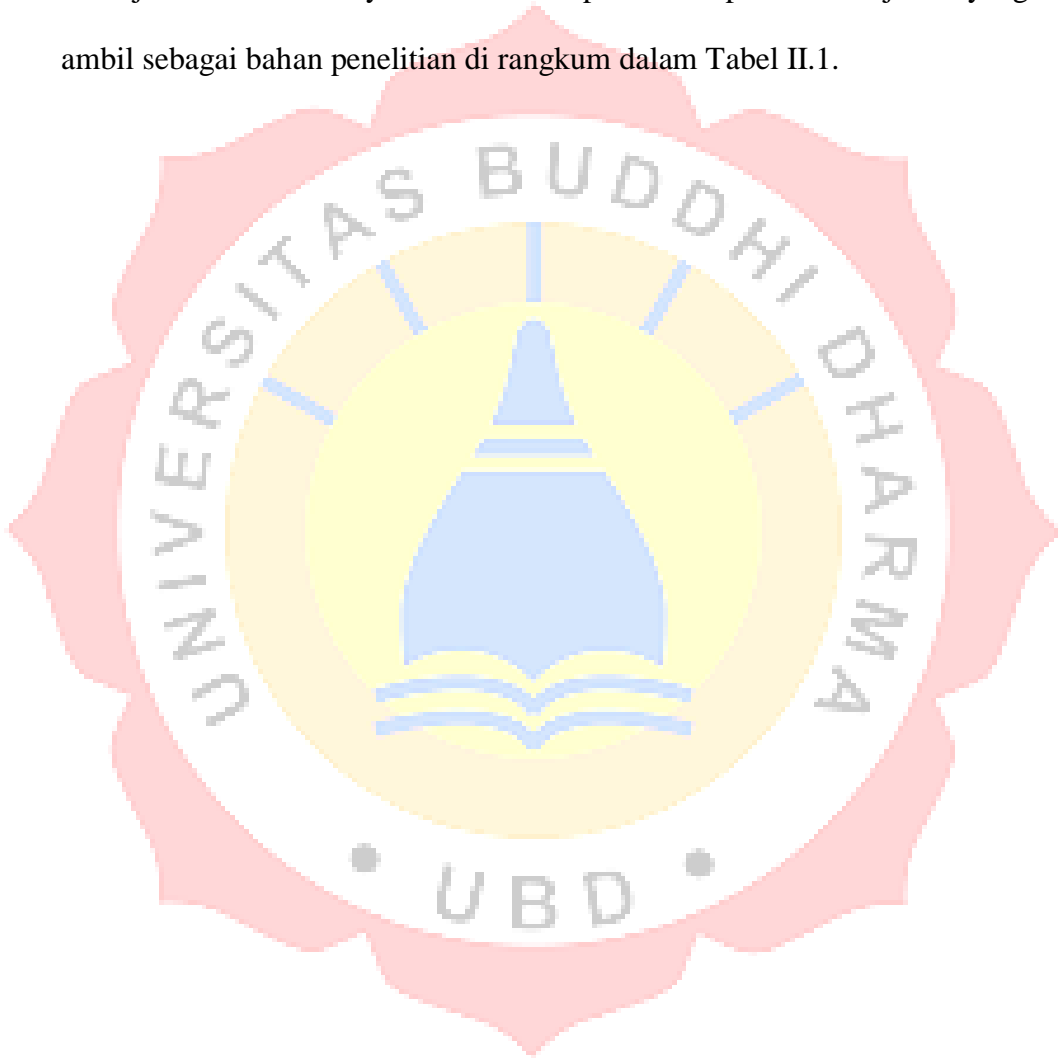 ambil sebagai bahan penelitian di rangkum dalam Tabel II.1.
UNIVERSITAS BUDDHI DHARMA
• UBD •